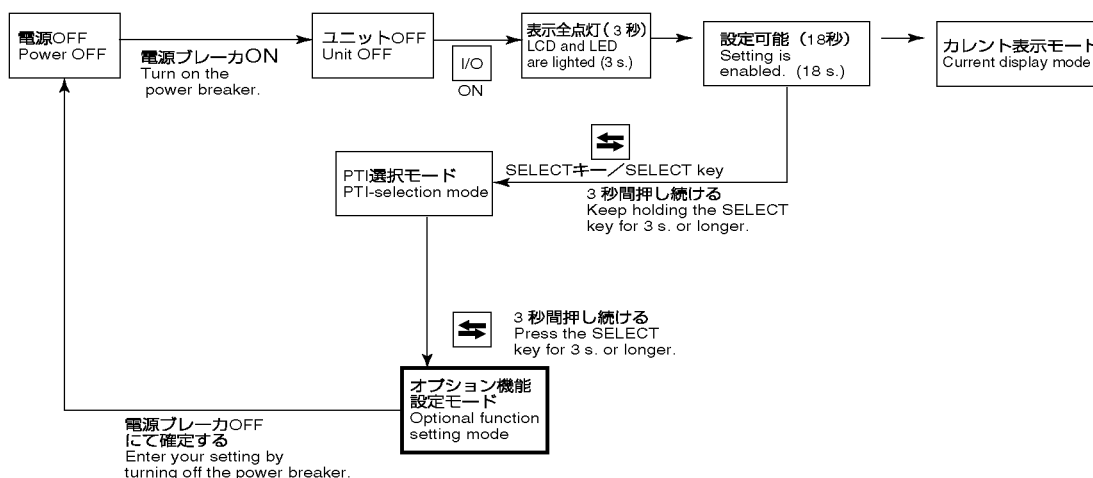 電源OFF
Power OFF
電源ブレーカON
Turn on the
power breaker.
ユニットOFF
Unit OFF
I/O
ON
表示全点灯(3 秒)
LCD and LED
are lighted (3 s.)
設定可能(18秒)
Setting is
enabled. (18 s.)
カレント表示モード
Current display mode
SELECTキー/SELECT key
3 秒間押し続ける
Keep holding the SELECT
key for 3 s. or longer.
PTI選択モード
PTI-selection mode
3 秒間押し続ける
Press the SELECT
key for 3 s. or longer.
オプション機能
設定モード
Optional function
setting mode
電源ブレーカOFF
にて確定する
Enter your setting by
turning off the power breaker.